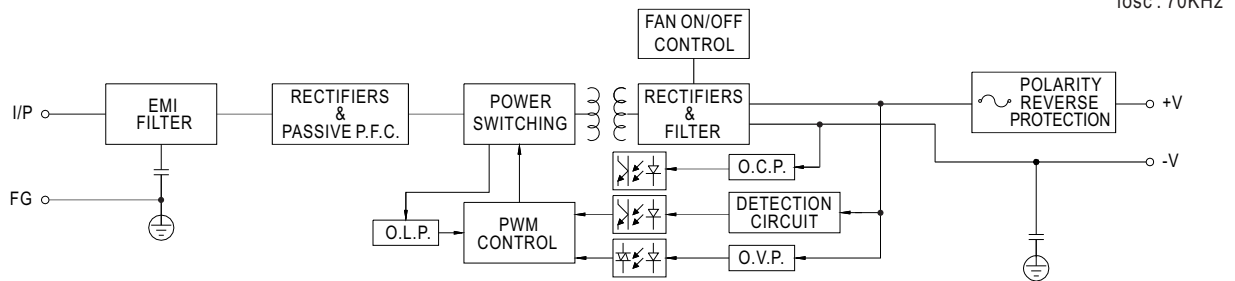 fosc : 70KHz
FAN ON/OFF
CONTROL
I/P
EMI
FILTER
RECTIFIERS
&
PASSIVE P.F.C.
POWER
SWITCHING
RECTIFIERS
&
FILTER
POLARITY
REVERSE
PROTECTION
+V
-V
O.C.P.
FG
O.L.P.
PWM
CONTROL
DETECTION
CIRCUIT
O.V.P.